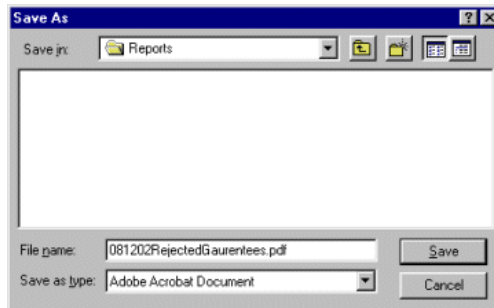 Save As
Save in: Reports
File name: 081202RejectedGaurentees.pdf Save
Save as type: Adobe Acrobat Document Cancel